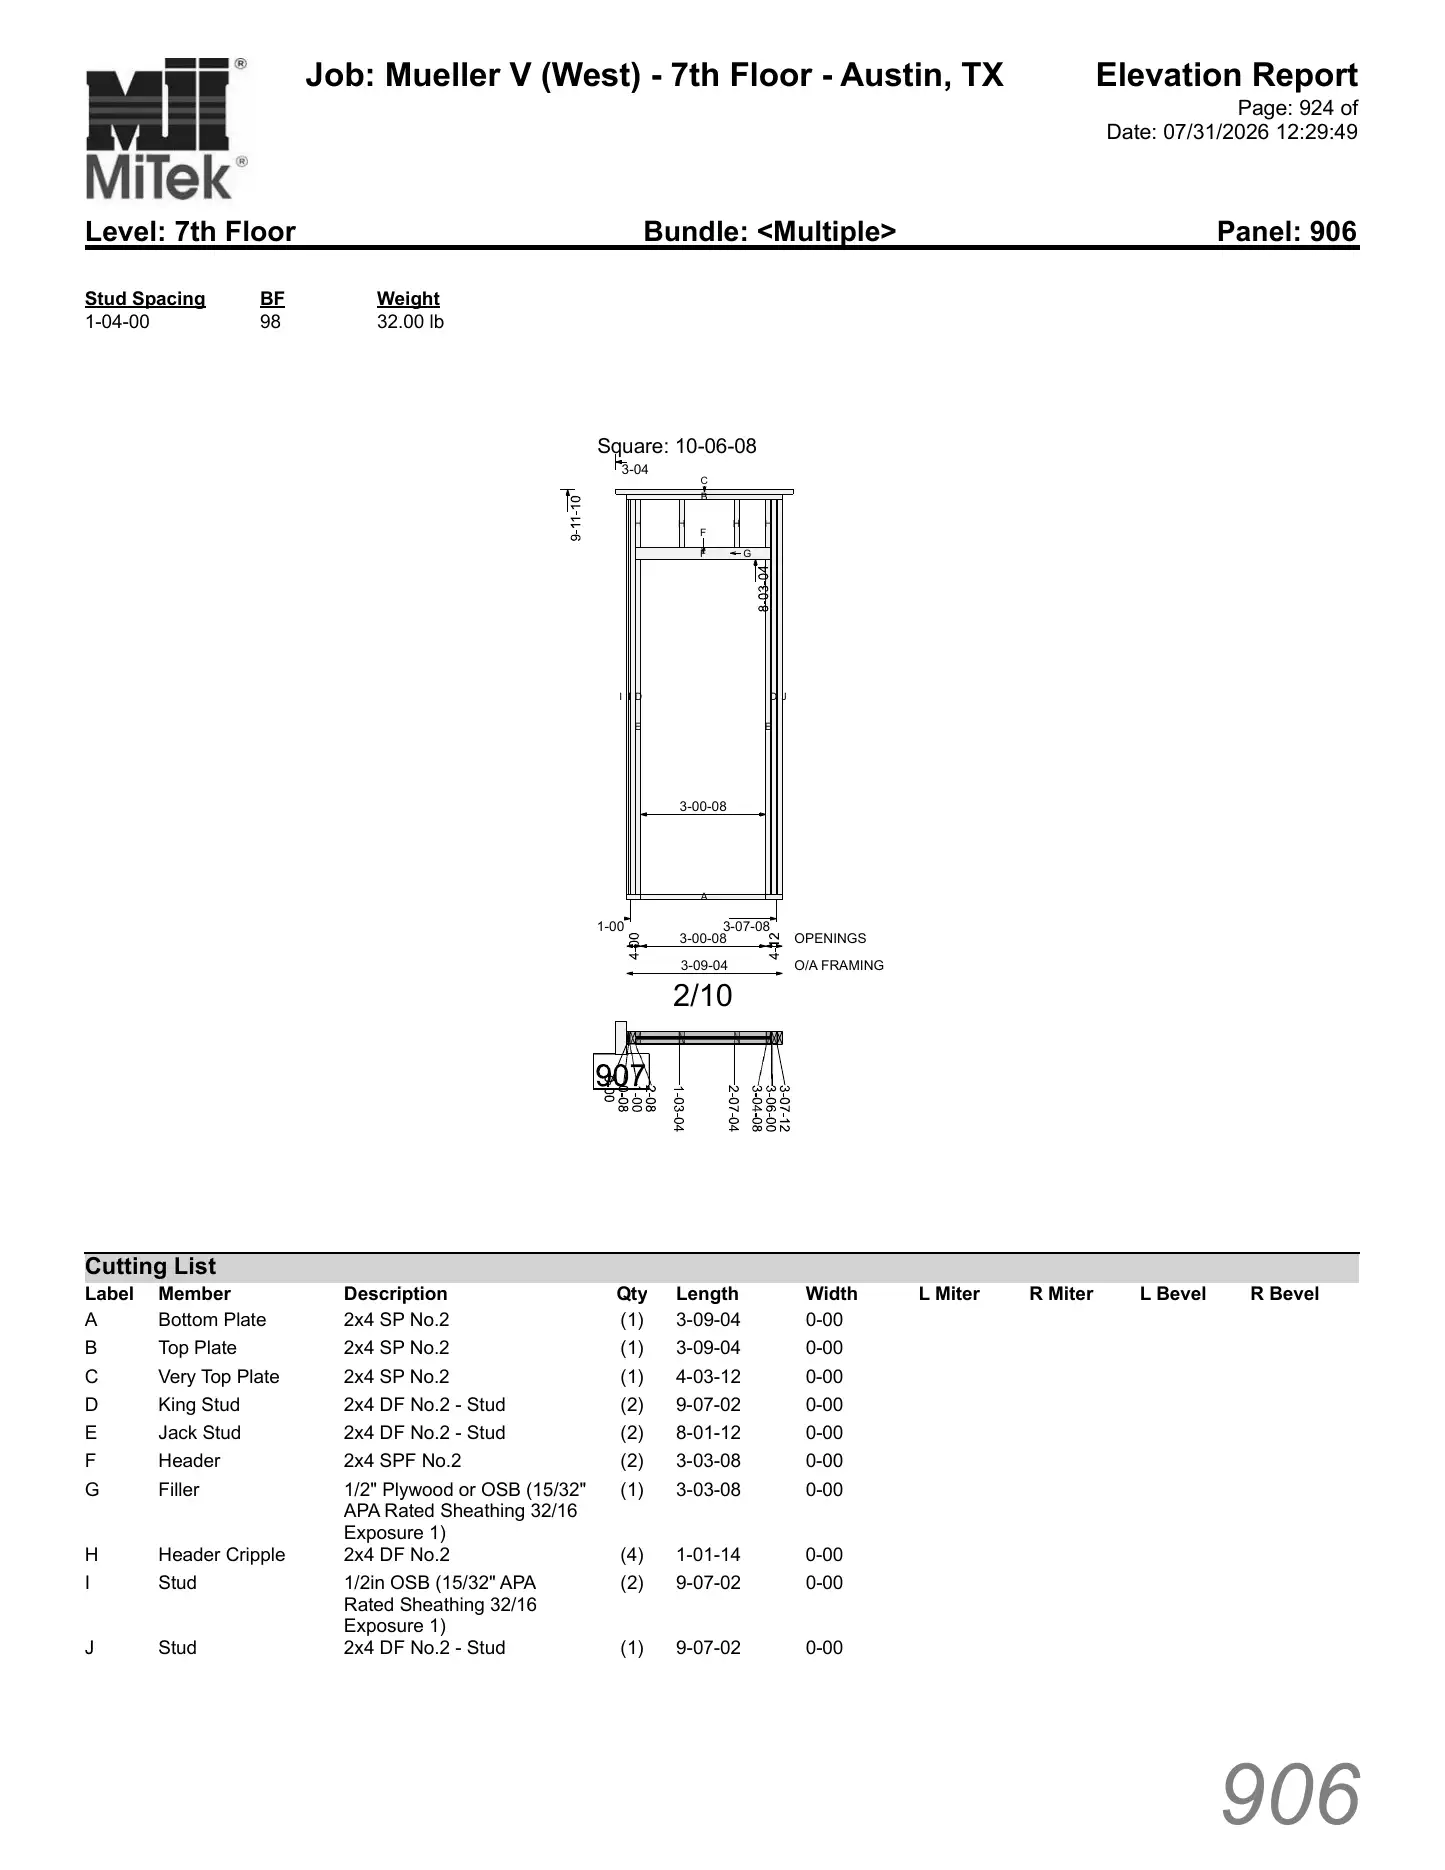 Job: Mueller V (West) - 7th Floor - Austin, TX
Elevation Report
Page: 924 of
Date: 07/31/2026 12:29:49
MiTek®
Level: 7th Floor Bundle: <Multiple> Panel: 906
Stud Spacing BF Weight
1-04-00 98 32.00 lb
Square: 10-06-08
3-04
C
B
9-11-10
H H H H
F
F G
8-03-04
I I D D J
E E
3-00-08
A
1-00 3-07-08
4-00 3-00-08 4-12 OPENINGS
3-09-04 O/A FRAMING
2/10
907
1-03-04 2-07-04 3-04-08 3-06-00 3-07-12
Cutting List
Label Member Description Qty Length Width L Miter R Miter L Bevel R Bevel
A Bottom Plate 2x4 SP No.2 (1) 3-09-04 0-00
B Top Plate 2x4 SP No.2 (1) 3-09-04 0-00
C Very Top Plate 2x4 SP No.2 (1) 4-03-12 0-00
D King Stud 2x4 DF No.2 - Stud (2) 9-07-02 0-00
E Jack Stud 2x4 DF No.2 - Stud (2) 8-01-12 0-00
F Header 2x4 SPF No.2 (2) 3-03-08 0-00
G Filler 1/2" Plywood or OSB (15/32" (1) 3-03-08 0-00
APA Rated Sheathing 32/16
Exposure 1)
H Header Cripple 2x4 DF No.2 (4) 1-01-14 0-00
I Stud 1/2in OSB (15/32" APA (2) 9-07-02 0-00
Rated Sheathing 32/16
Exposure 1)
J Stud 2x4 DF No.2 - Stud (1) 9-07-02 0-00
906